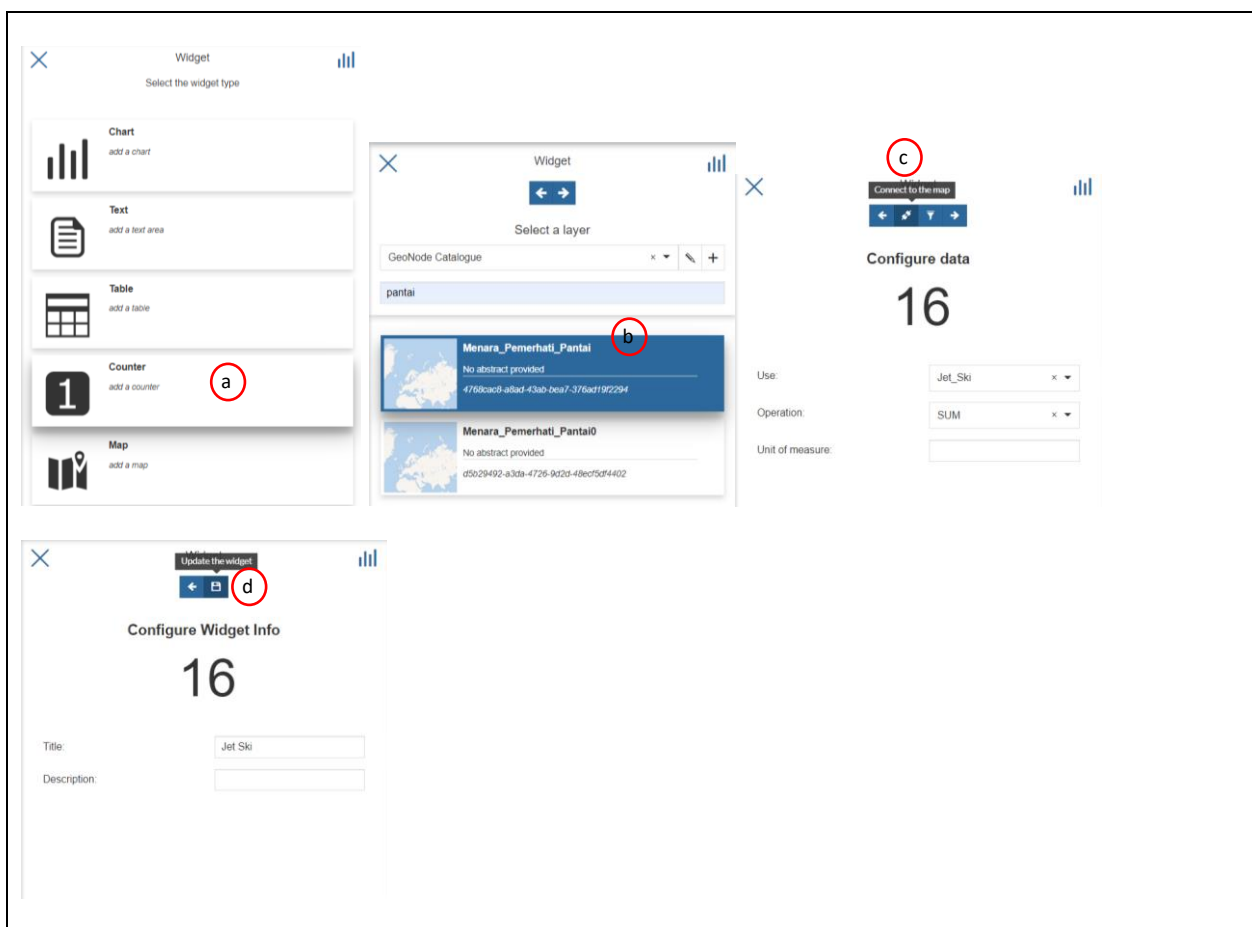 Widget
Select the widget type
Chart
add a chart
Text
add a text area
Table
add a table
1
Counter
add a counter
a
Map
add a map
Widget
Select a layer
GeoNode Catalogue
pantai
b
Menara_Pemerhati_Pantai
No abstract provided
4768cac8-a8ad-43ab-bea7-376ad19f2294
Menara_Pemerhati_Pantai0
No abstract provided
d5b29492-a3da-4726-9d2d-48ecf5df4402
c
Connect to the map
Configure data
16
Use: Jet_Ski
Operation: SUM
Unit of measure:
Update the widget
d
Configure Widget Info
16
Title: Jet Ski
Description: